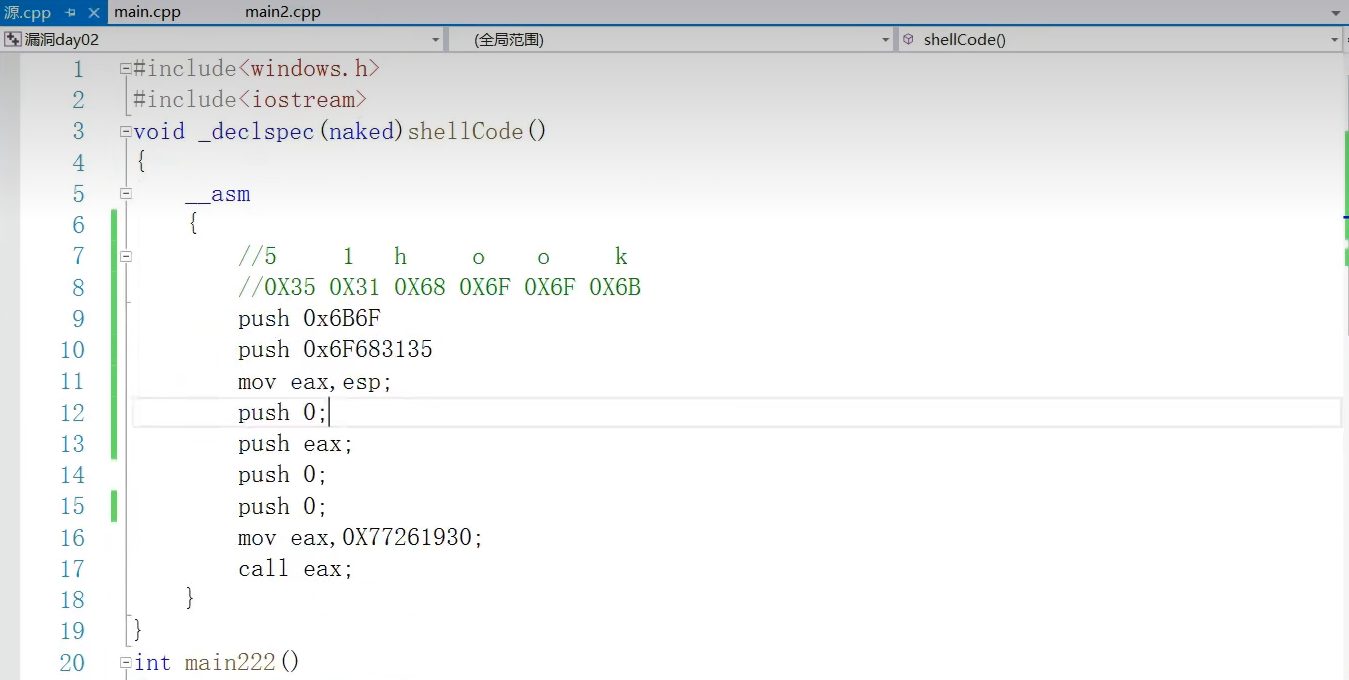 源.cpp main.cpp main2.cpp
漏洞day02 (全局范围) shellCode()
1 #include<windows.h>
2 #include<iostream>
3 void _declspec(naked)shellCode()
4 {
5 __asm
6 {
7 //5 1 h o o k
8 //0X35 0X31 0X68 0X6F 0X6F 0X6B
9 push 0x6B6F
10 push 0x6F683135
11 mov eax,esp;
12 push 0;
13 push eax;
14 push 0;
15 push 0;
16 mov eax,0X77261930;
17 call eax;
18 }
19 }
20 int main222()